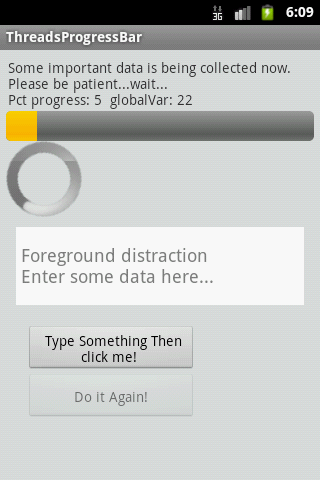 3G 6:09
ThreadsProgressBar
Some important data is being collected now.
Please be patient...wait...
Pct progress: 5 globalVar: 22
Foreground distraction
Enter some data here...
Type Something Then
click me!
Do it Again!